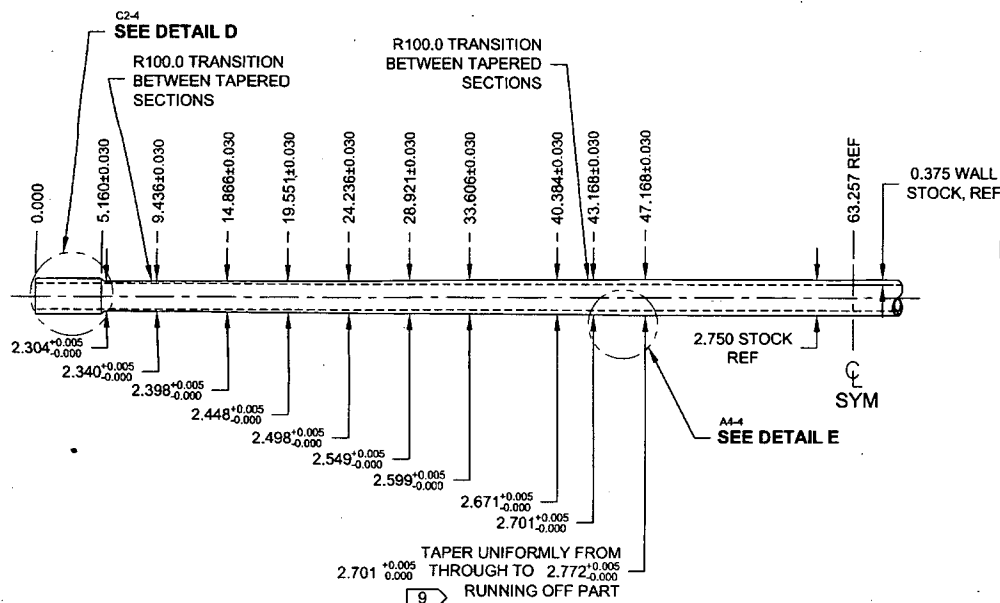 C2-4
SEE DETAIL D
R100.0 TRANSITION
BETWEEN TAPERED
SECTIONS
R100.0 TRANSITION
BETWEEN TAPERED
SECTIONS
0.000
5.160±0.030
9.436±0.030
14.866±0.030
19.551±0.030
24.236±0.030
28.921±0.030
33.606±0.030
40.384±0.030
43.168±0.030
47.168±0.030
63.257 REF
0.375 WALL
STOCK, REF
2.304 +0.005 -0.000
2.340 +0.005 -0.000
2.398 +0.005 -0.000
2.448 +0.005 -0.000
2.498 +0.005 -0.000
2.549 +0.005 -0.000
2.599 +0.005 -0.000
2.671 +0.005 -0.000
2.701 +0.005 -0.000
2.750 STOCK
REF
CL
SYM
A4-4
SEE DETAIL E
TAPER UNIFORMLY FROM
2.701 +0.005 0.000 THROUGH TO 2.772 +0.005 -0.000
9 RUNNING OFF PART